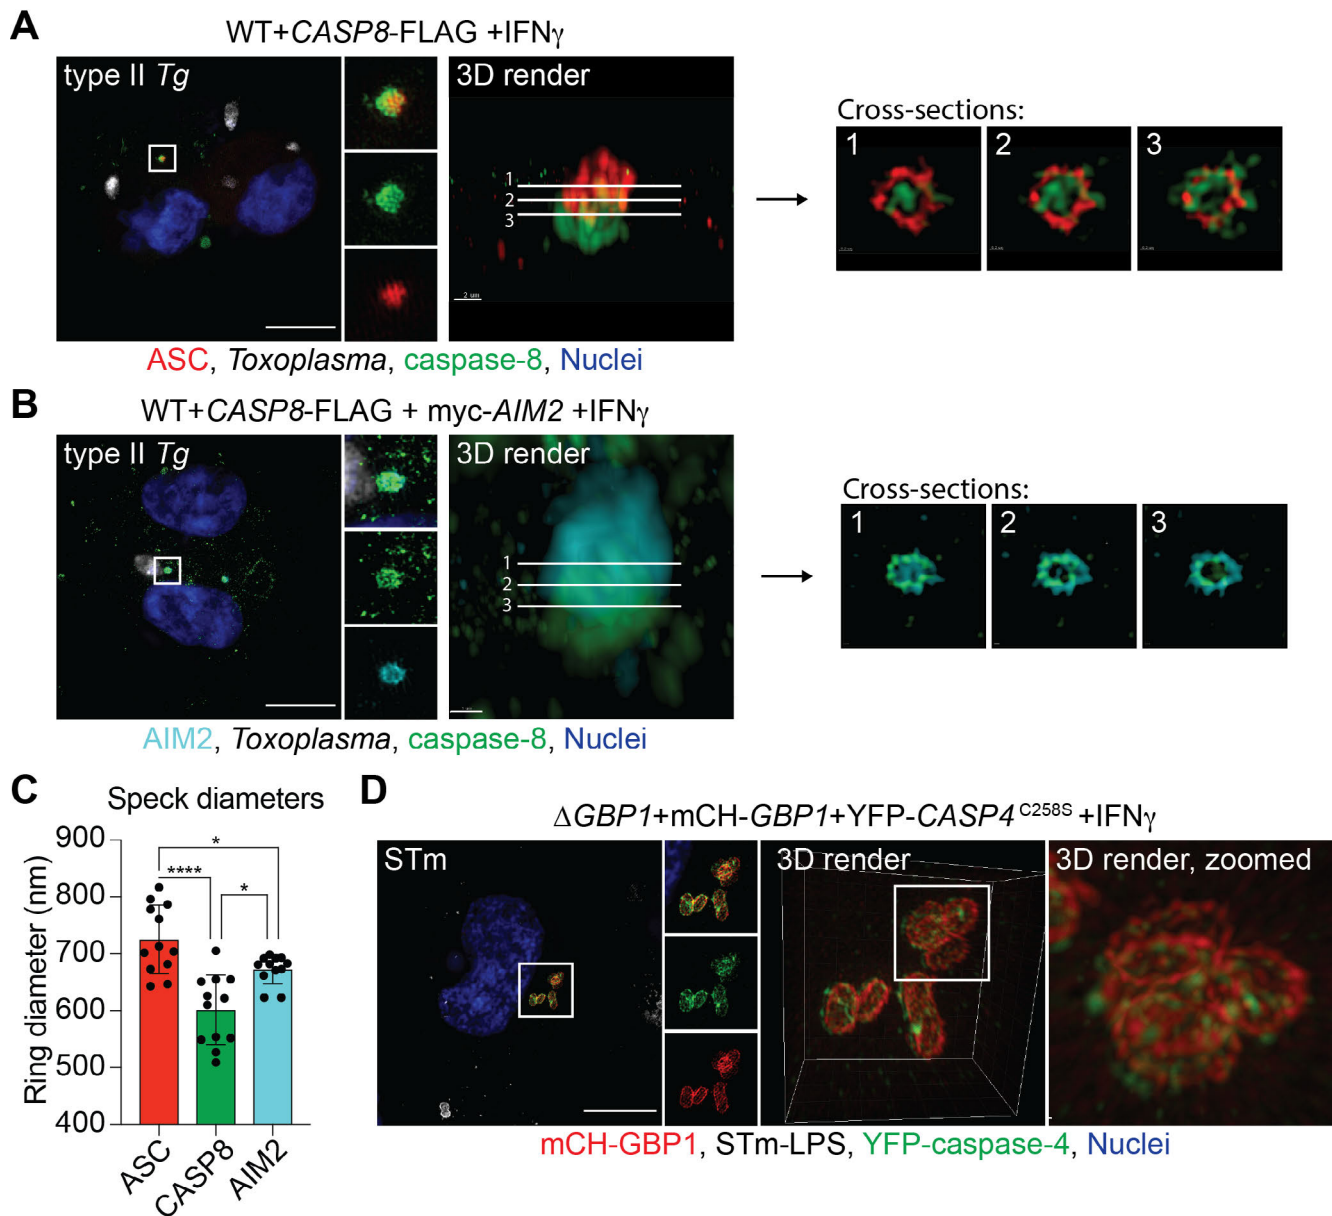 A
WT+CASP8-FLAG +IFNγ
type II Tg
3D render
1
2
3
2 um
Cross-sections:
1
2
3
ASC, Toxoplasma, caspase-8, Nuclei
B
WT+CASP8-FLAG + myc-AIM2 +IFNγ
type II Tg
3D render
1
2
3
Cross-sections:
1
2
3
AIM2, Toxoplasma, caspase-8, Nuclei
C
Speck diameters
Ring diameter (nm)
900
800
700
600
500
400
*
****
*
ASC
CASP8
AIM2
D
ΔGBP1+mCH-GBP1+YFP-CASP4 C258S +IFNγ
STm
3D render
3D render, zoomed
mCH-GBP1, STm-LPS, YFP-caspase-4, Nuclei